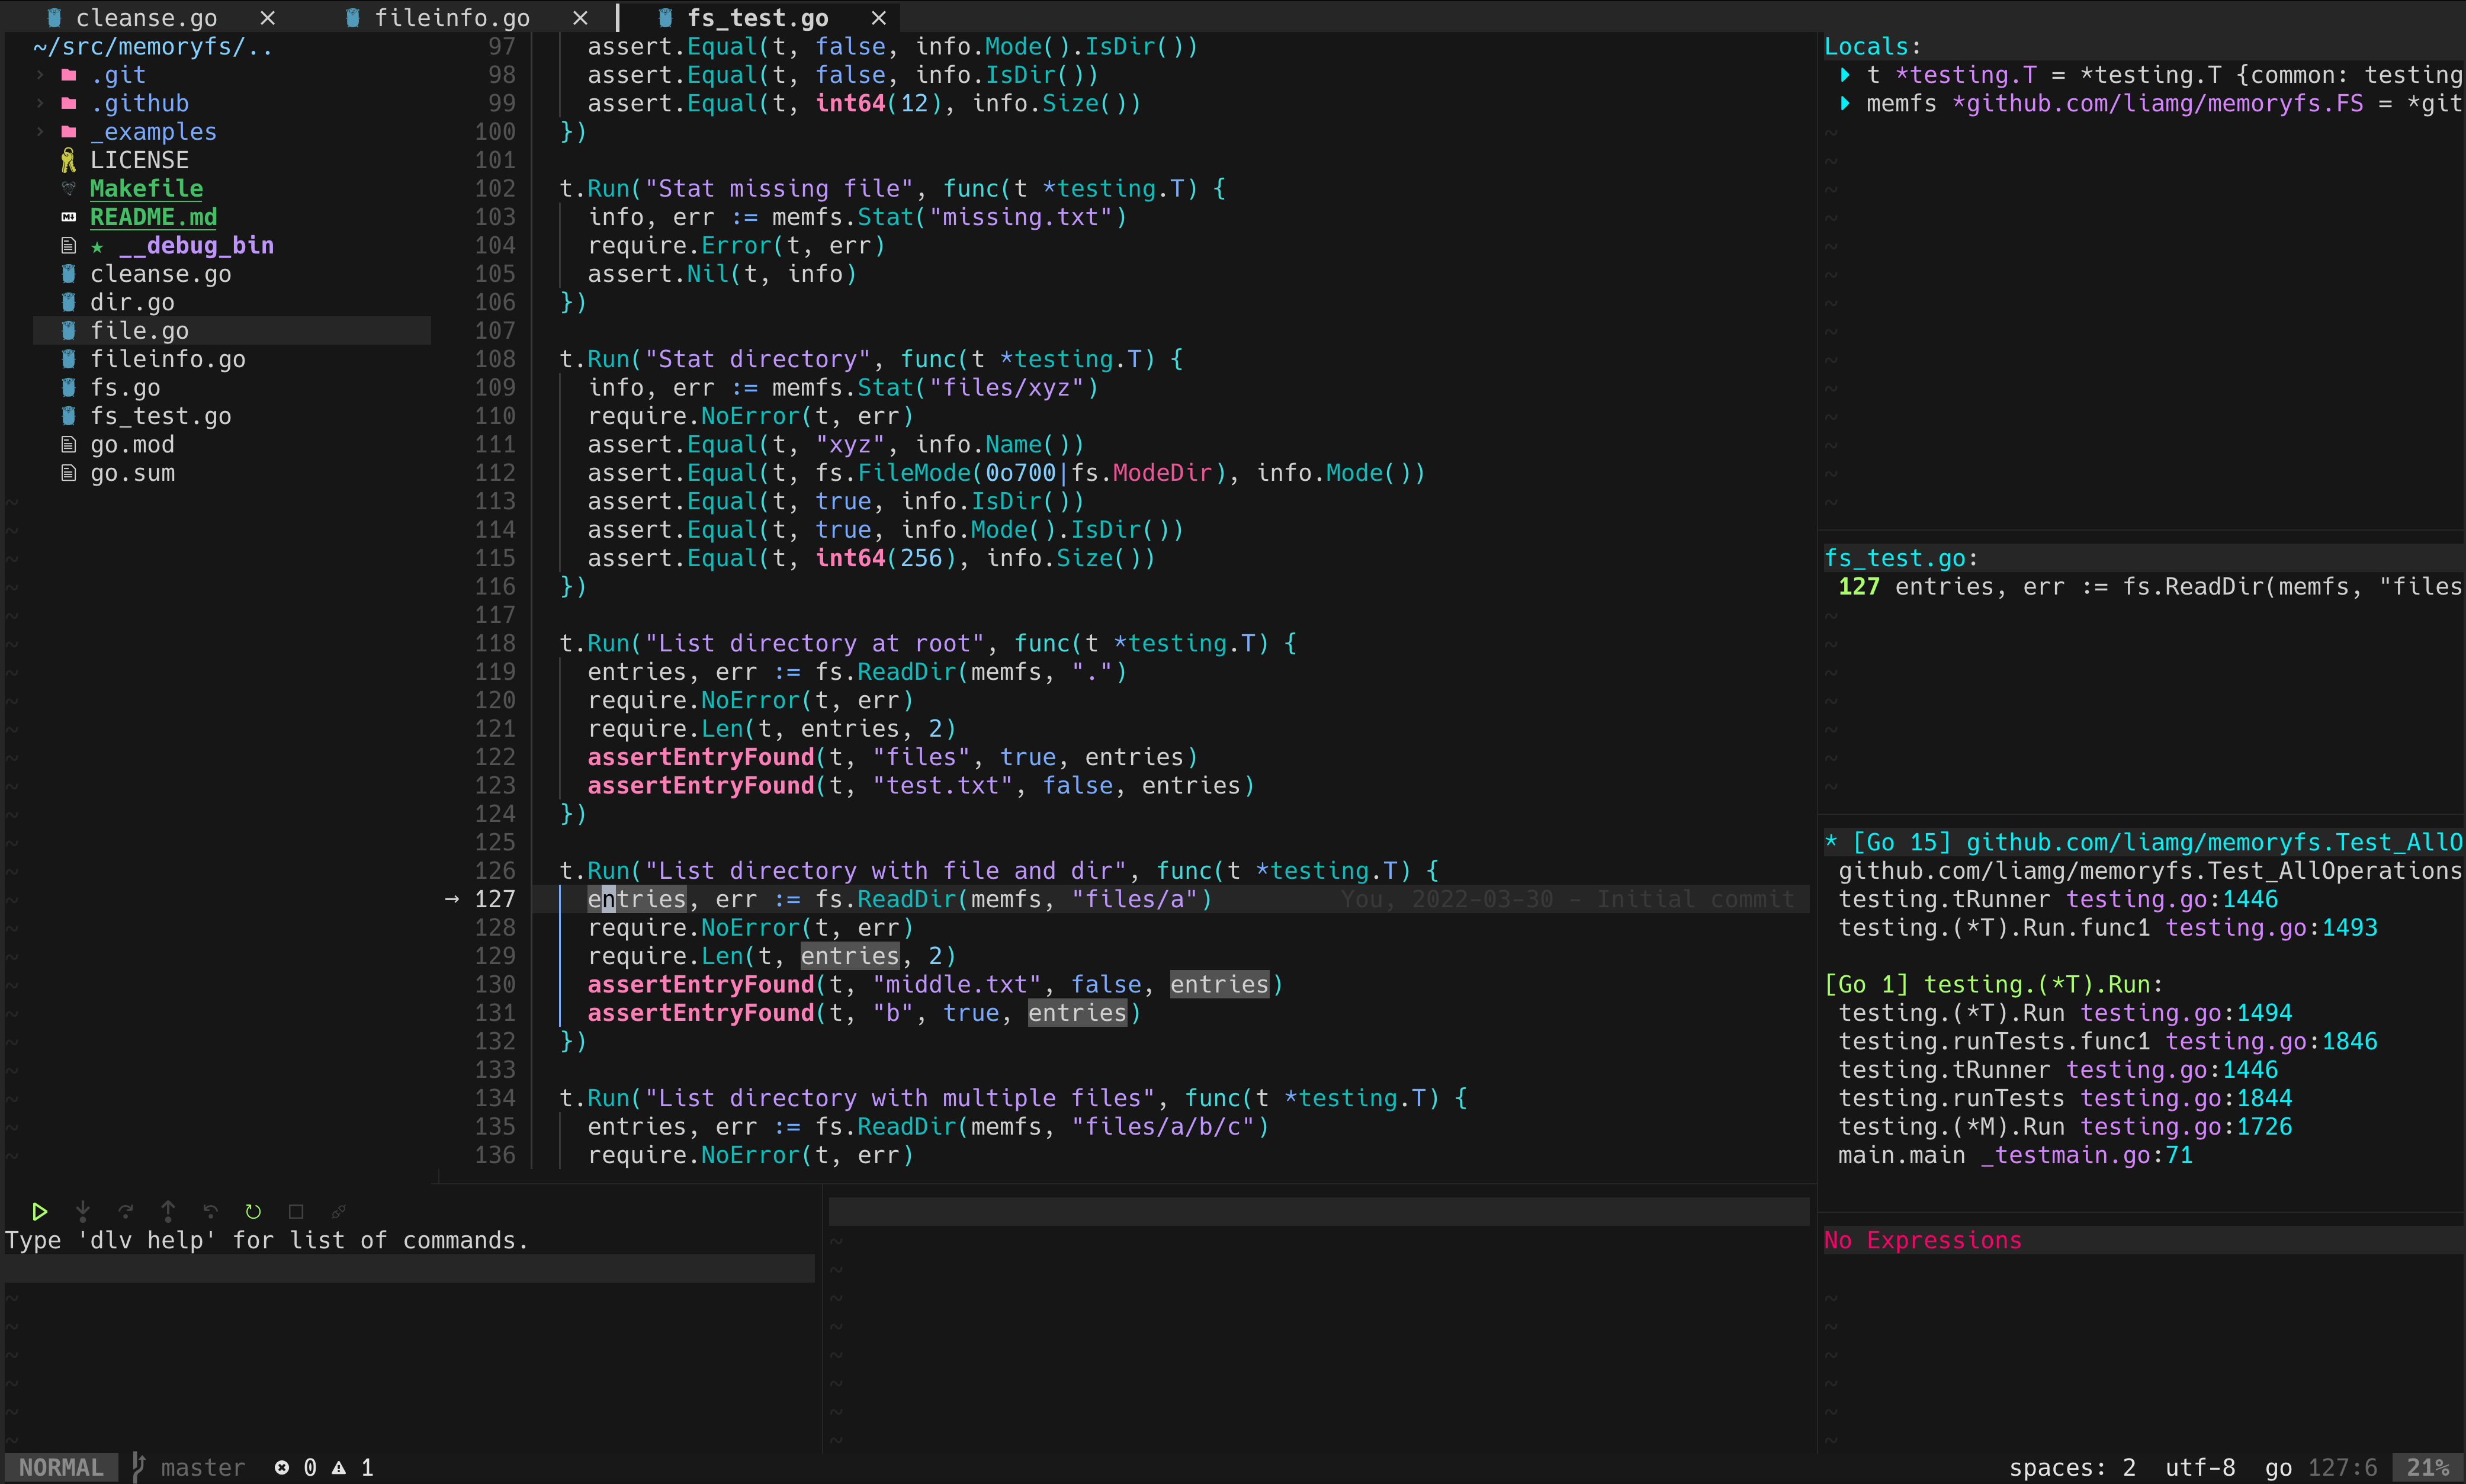 cleanse.go × fileinfo.go × fs_test.go ×
~/src/memoryfs/..
› .git
› .github
› _examples
LICENSE
Makefile
README.md
★ __debug_bin
cleanse.go
dir.go
file.go
fileinfo.go
fs.go
fs_test.go
go.mod
go.sum
97 assert.Equal(t, false, info.Mode().IsDir())
98 assert.Equal(t, false, info.IsDir())
99 assert.Equal(t, int64(12), info.Size())
100 })
101
102 t.Run("Stat missing file", func(t *testing.T) {
103 info, err := memfs.Stat("missing.txt")
104 require.Error(t, err)
105 assert.Nil(t, info)
106 })
107
108 t.Run("Stat directory", func(t *testing.T) {
109 info, err := memfs.Stat("files/xyz")
110 require.NoError(t, err)
111 assert.Equal(t, "xyz", info.Name())
112 assert.Equal(t, fs.FileMode(0o700|fs.ModeDir), info.Mode())
113 assert.Equal(t, true, info.IsDir())
114 assert.Equal(t, true, info.Mode().IsDir())
115 assert.Equal(t, int64(256), info.Size())
116 })
117
118 t.Run("List directory at root", func(t *testing.T) {
119 entries, err := fs.ReadDir(memfs, ".")
120 require.NoError(t, err)
121 require.Len(t, entries, 2)
122 assertEntryFound(t, "files", true, entries)
123 assertEntryFound(t, "test.txt", false, entries)
124 })
125
126 t.Run("List directory with file and dir", func(t *testing.T) {
→ 127 entries, err := fs.ReadDir(memfs, "files/a") You, 2022-03-30 - Initial commit
128 require.NoError(t, err)
129 require.Len(t, entries, 2)
130 assertEntryFound(t, "middle.txt", false, entries)
131 assertEntryFound(t, "b", true, entries)
132 })
133
134 t.Run("List directory with multiple files", func(t *testing.T) {
135 entries, err := fs.ReadDir(memfs, "files/a/b/c")
136 require.NoError(t, err)
Locals:
▸ t *testing.T = *testing.T {common: testing
▸ memfs *github.com/liamg/memoryfs.FS = *git
fs_test.go:
127 entries, err := fs.ReadDir(memfs, "files
* [Go 15] github.com/liamg/memoryfs.Test_AllO
github.com/liamg/memoryfs.Test_AllOperations
testing.tRunner testing.go:1446
testing.(*T).Run.func1 testing.go:1493
[Go 1] testing.(*T).Run:
testing.(*T).Run testing.go:1494
testing.runTests.func1 testing.go:1846
testing.tRunner testing.go:1446
testing.runTests testing.go:1844
testing.(*M).Run testing.go:1726
main.main _testmain.go:71
Type 'dlv help' for list of commands.
No Expressions
NORMAL master 0 1 spaces: 2 utf-8 go 127:6 21%